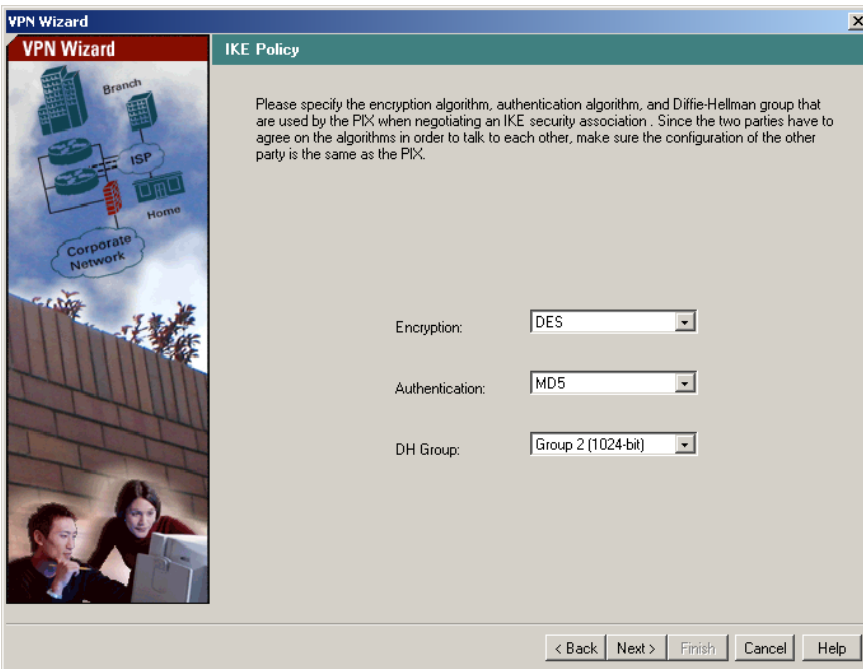 VPN Wizard
VPN Wizard
IKE Policy
Branch
ISP
Home
Corporate
Network
Please specify the encryption algorithm, authentication algorithm, and Diffie-Hellman group that
are used by the PIX when negotiating an IKE security association . Since the two parties have to
agree on the algorithms in order to talk to each other, make sure the configuration of the other
party is the same as the PIX.
Encryption: DES
Authentication: MD5
DH Group: Group 2 (1024-bit)
< Back Next > Finish Cancel Help